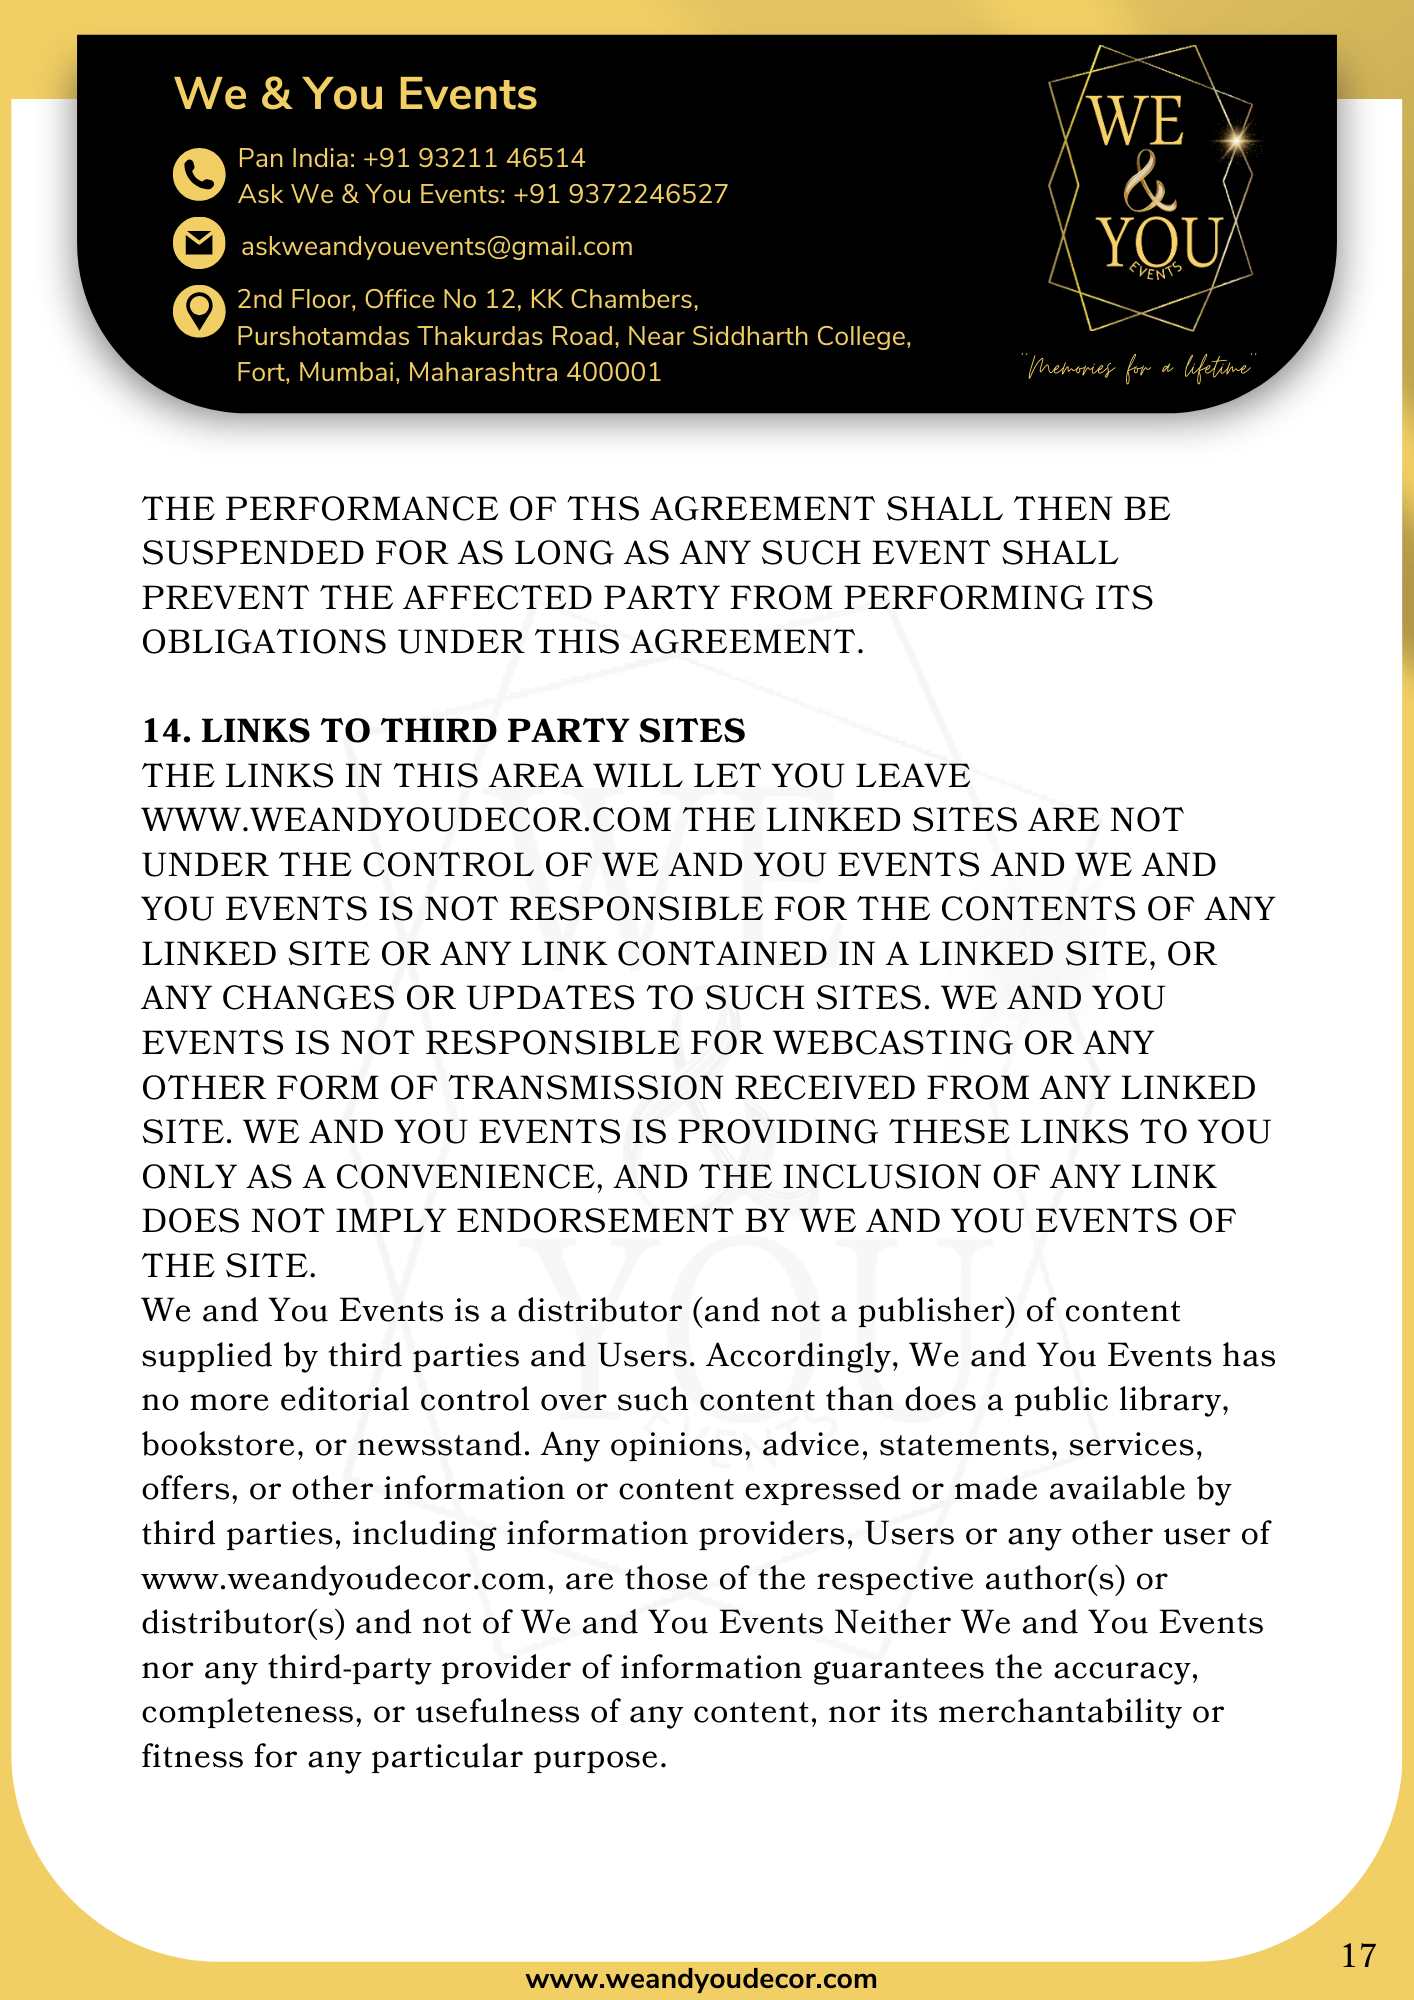 We & You Events
Pan India: +91 93211 46514
Ask We & You Events: +91 9372246527
askweandyouevents@gmail.com
2nd Floor, Office No 12, KK Chambers,
Purshotamdas Thakurdas Road, Near Siddharth College,
Fort, Mumbai, Maharashtra 400001
WE
&
YOU
EVENTS
"Memories for a lifetime"
THE PERFORMANCE OF THS AGREEMENT SHALL THEN BE
SUSPENDED FOR AS LONG AS ANY SUCH EVENT SHALL
PREVENT THE AFFECTED PARTY FROM PERFORMING ITS
OBLIGATIONS UNDER THIS AGREEMENT.
14. LINKS TO THIRD PARTY SITES
THE LINKS IN THIS AREA WILL LET YOU LEAVE
WWW.WEANDYOUDECOR.COM THE LINKED SITES ARE NOT
UNDER THE CONTROL OF WE AND YOU EVENTS AND WE AND
YOU EVENTS IS NOT RESPONSIBLE FOR THE CONTENTS OF ANY
LINKED SITE OR ANY LINK CONTAINED IN A LINKED SITE, OR
ANY CHANGES OR UPDATES TO SUCH SITES. WE AND YOU
EVENTS IS NOT RESPONSIBLE FOR WEBCASTING OR ANY
OTHER FORM OF TRANSMISSION RECEIVED FROM ANY LINKED
SITE. WE AND YOU EVENTS IS PROVIDING THESE LINKS TO YOU
ONLY AS A CONVENIENCE, AND THE INCLUSION OF ANY LINK
DOES NOT IMPLY ENDORSEMENT BY WE AND YOU EVENTS OF
THE SITE.
We and You Events is a distributor (and not a publisher) of content
supplied by third parties and Users. Accordingly, We and You Events has
no more editorial control over such content than does a public library,
bookstore, or newsstand. Any opinions, advice, statements, services,
offers, or other information or content expressed or made available by
third parties, including information providers, Users or any other user of
www.weandyoudecor.com, are those of the respective author(s) or
distributor(s) and not of We and You Events Neither We and You Events
nor any third-party provider of information guarantees the accuracy,
completeness, or usefulness of any content, nor its merchantability or
fitness for any particular purpose.
17
www.weandyoudecor.com